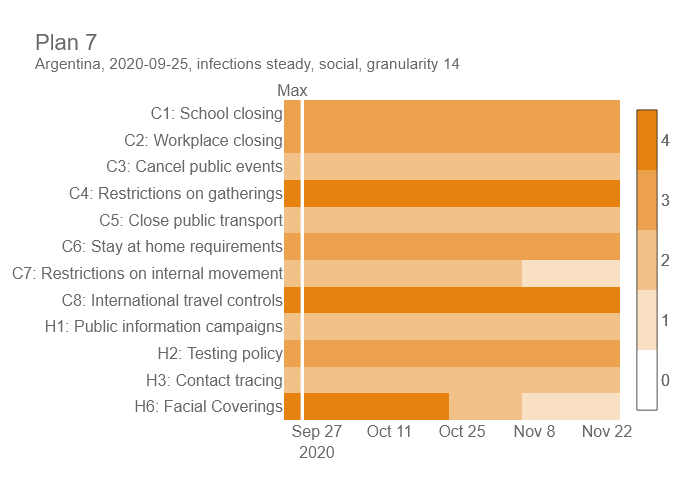 Plan 7
Argentina, 2020-09-25, infections steady, social, granularity 14
Max
C1: School closing
C2: Workplace closing
C3: Cancel public events
C4: Restrictions on gatherings
C5: Close public transport
C6: Stay at home requirements
C7: Restrictions on internal movement
C8: International travel controls
H1: Public information campaigns
H2: Testing policy
H3: Contact tracing
H6: Facial Coverings
Sep 27 Oct 11 Oct 25 Nov 8 Nov 22
2020
4
3
2
1
0